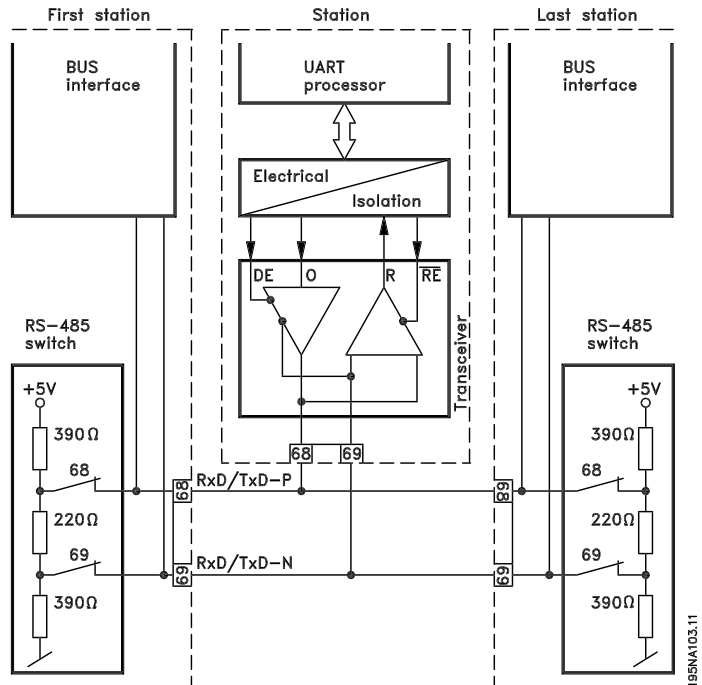 First station
Station
Last station
BUS
interface
UART
processor
BUS
interface
Electrical
Isolation
DE
O
R
RE
Transceiver
RS-485
switch
RS-485
switch
+5V
+5V
390Ω
390Ω
68
68
68
69
68
RxD/TxD-P
68
220Ω
220Ω
69
69
69
RxD/TxD-N
69
390Ω
390Ω
195NA103.11